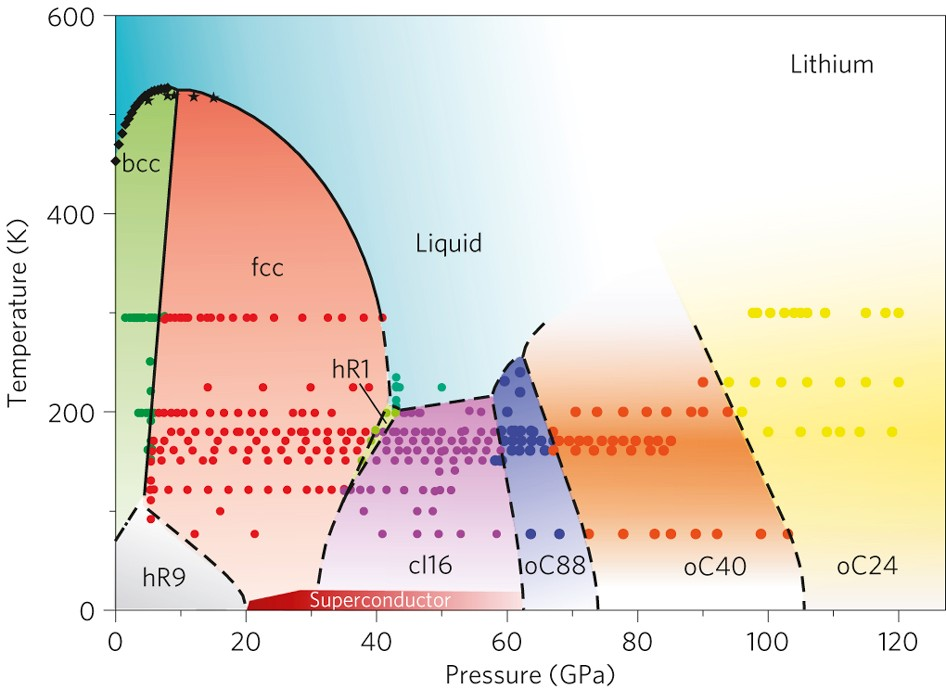 600
Lithium
bcc
400
Liquid
fcc
hR1
200
hR9
cI16
oC88
oC40
oC24
Superconductor
0
0
20
40
60
80
100
120
Temperature (K)
Pressure (GPa)